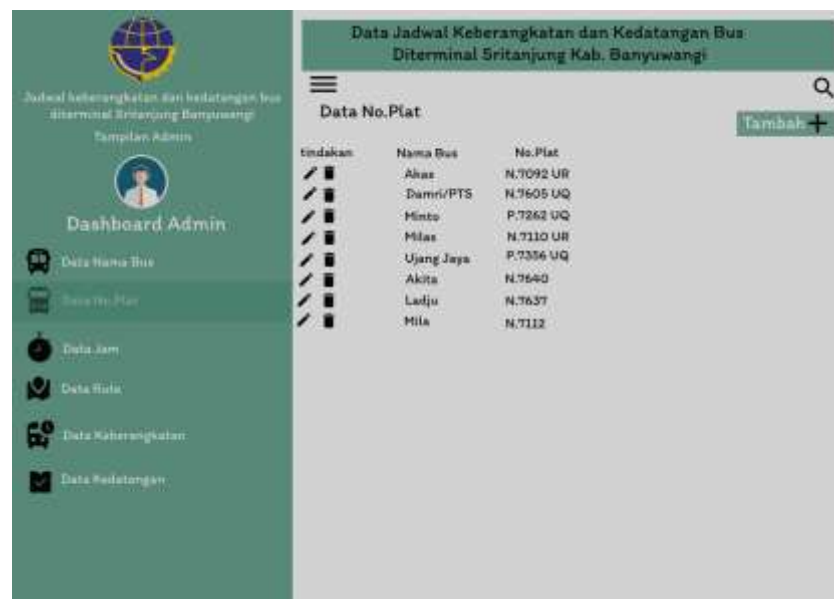 Jadwal keberangkatan dan kedatangan bus
diterminal Sritanjung Banyuwangi
Tampilan Admin
Dashboard Admin
Data Nama Bus
Data No.Plat
Data Jam
Data Rute
Data Keberangkatan
Data Kedatangan
Data Jadwal Keberangkatan dan Kedatangan Bus
Diterminal Sritanjung Kab. Banyuwangi
Data No.Plat
Tambah
tindakan Nama Bus No.Plat
Akas N.7092 UR
Damri/PTS N.7605 UQ
Minto P.7262 UQ
Milas N.7110 UR
Ujang Jaya P.7356 UQ
Akita N.7640
Ladju N.7637
Mila N.7112